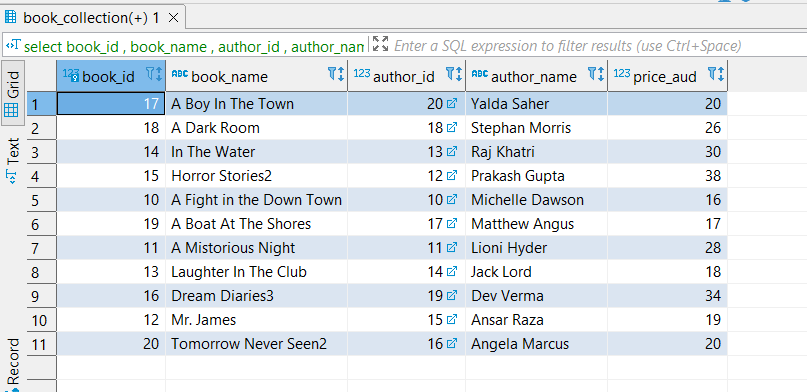 book_collection(+) 1
select book_id , book_name , author_id , author_nam
Enter a SQL expression to filter results (use Ctrl+Space)
Grid
Text
Record
123 book_id ABC book_name 123 author_id ABC author_name 123 price_aud
1 17 A Boy In The Town 20 Yalda Saher 20
2 18 A Dark Room 18 Stephan Morris 26
3 14 In The Water 13 Raj Khatri 30
4 15 Horror Stories2 12 Prakash Gupta 38
5 10 A Fight in the Down Town 10 Michelle Dawson 16
6 19 A Boat At The Shores 17 Matthew Angus 17
7 11 A Mistorious Night 11 Lioni Hyder 28
8 13 Laughter In The Club 14 Jack Lord 18
9 16 Dream Diaries3 19 Dev Verma 34
10 12 Mr. James 15 Ansar Raza 19
11 20 Tomorrow Never Seen2 16 Angela Marcus 20